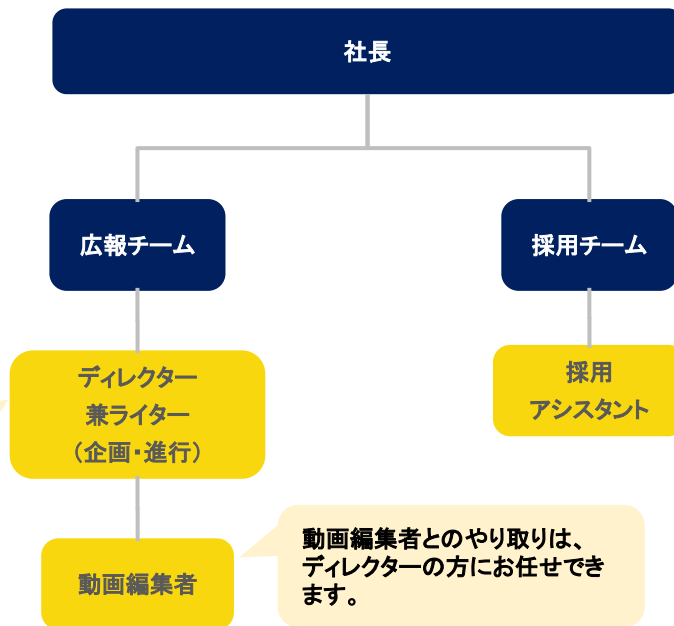 社長
広報チーム
採用チーム
ディレクター
兼ライター
（企画・進行）
採用
アシスタント
動画編集者
動画編集者とのやり取りは、
ディレクターの方にお任せでき
ます。